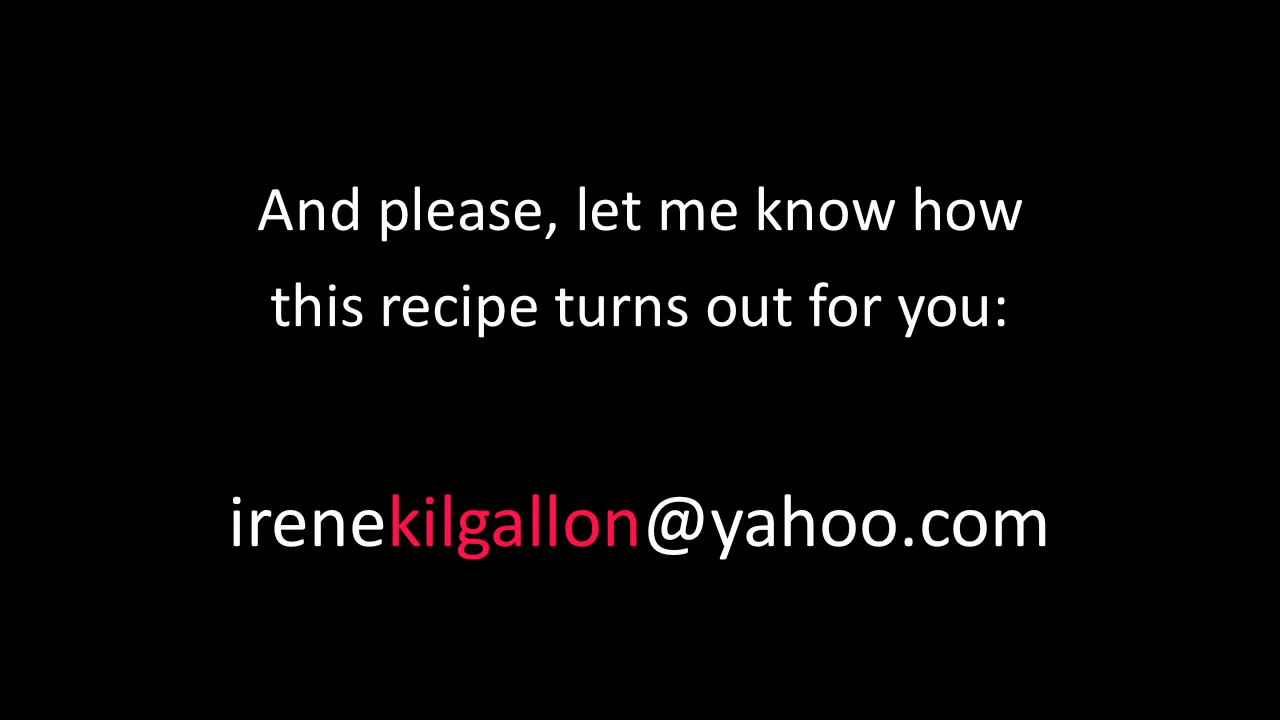 And please, let me know how
this recipe turns out for you:
irenekilgallon@yahoo.com